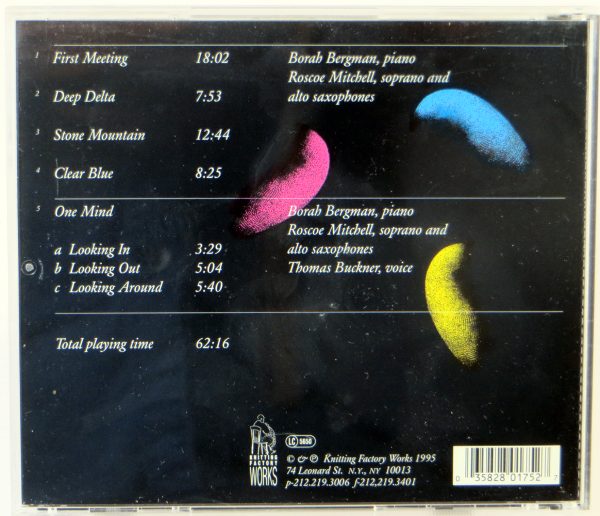 1 First Meeting 18:02 Borah Bergman, piano
Roscoe Mitchell, soprano and
2 Deep Delta 7:53 alto saxophones
3 Stone Mountain 12:44
4 Clear Blue 8:25
5 One Mind Borah Bergman, piano
Roscoe Mitchell, soprano and
a Looking In 3:29 alto saxophones
b Looking Out 5:04 Thomas Buckner, voice
c Looking Around 5:40
Total playing time 62:16
KNITTING
FACTORY
WORKS
LC 5650
© & ℗ Knitting Factory Works 1995
74 Leonard St. N.Y., NY 10013
p-212.219.3006 f-212.219.3401
0 35828 01752 7